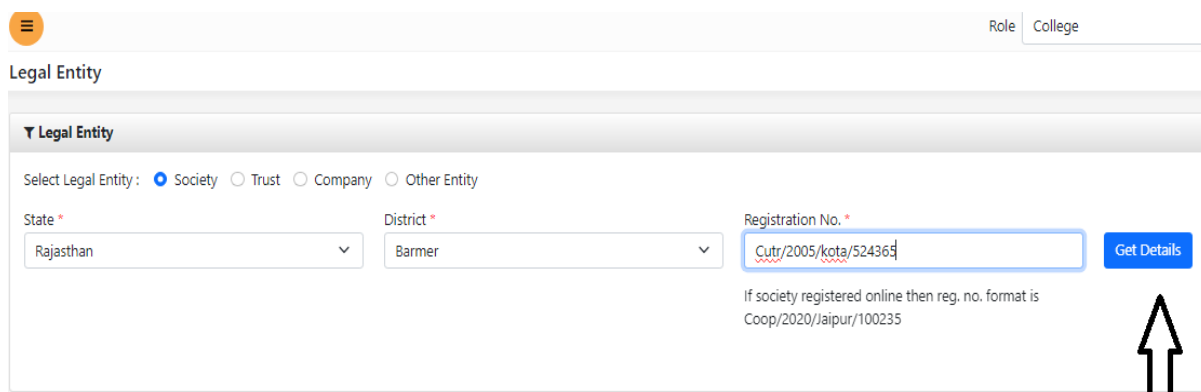 Role College
Legal Entity
Legal Entity
Select Legal Entity : Society Trust Company Other Entity
State * District * Registration No. *
Rajasthan Barmer Cutr/2005/kota/524365 Get Details
If society registered online then reg. no. format is
Coop/2020/Jaipur/100235